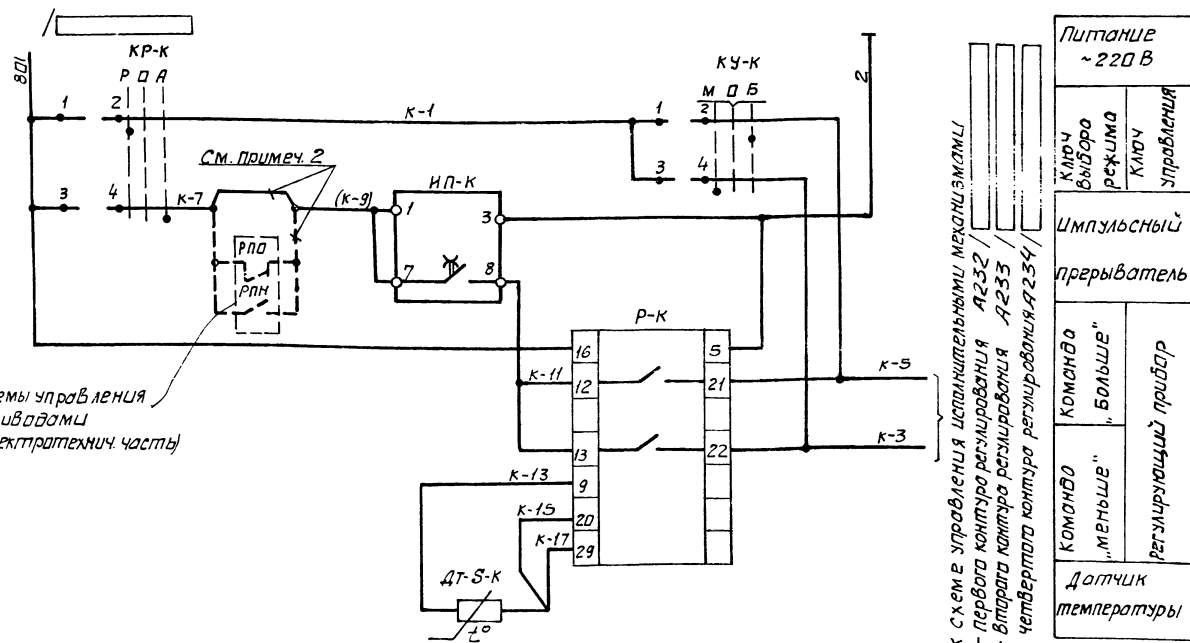 801
КР-К
Р О А
1
2
К-1
3
4
К-7
См. примеч. 2
(К-9)
ИП-К
1
3
7
8
РПО
РПН
КУ-К
М О Б
1
2
3
4
2
Р-К
16
5
К-11
12
21
К-5
13
22
К-3
К-13
9
К-15
20
К-17
29
ДТ-S-К
t°
емы управления
иводами
ектротехнич. часть)
К схеме управления исполнительными механизмами
- Первого контура регулирования А232/
- Второго контура регулирования А233/
четвертого контура регулирования А234/
Питание
~220 В
Ключ
выбора
режима
Ключ
управления
Импульсный
прерыватель
Команда
„Больше"
Команда
„меньше"
Регулирующий прибор
Датчик
температуры